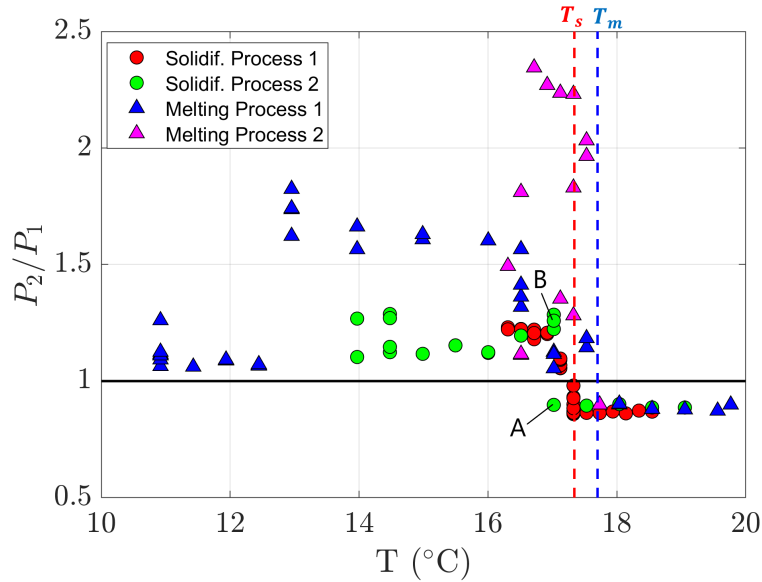 T_s T_m
2.5
2
1.5
1
0.5
P_2/P_1
Solidif. Process 1
Solidif. Process 2
Melting Process 1
Melting Process 2
B
A
10 12 14 16 18 20
T (°C)